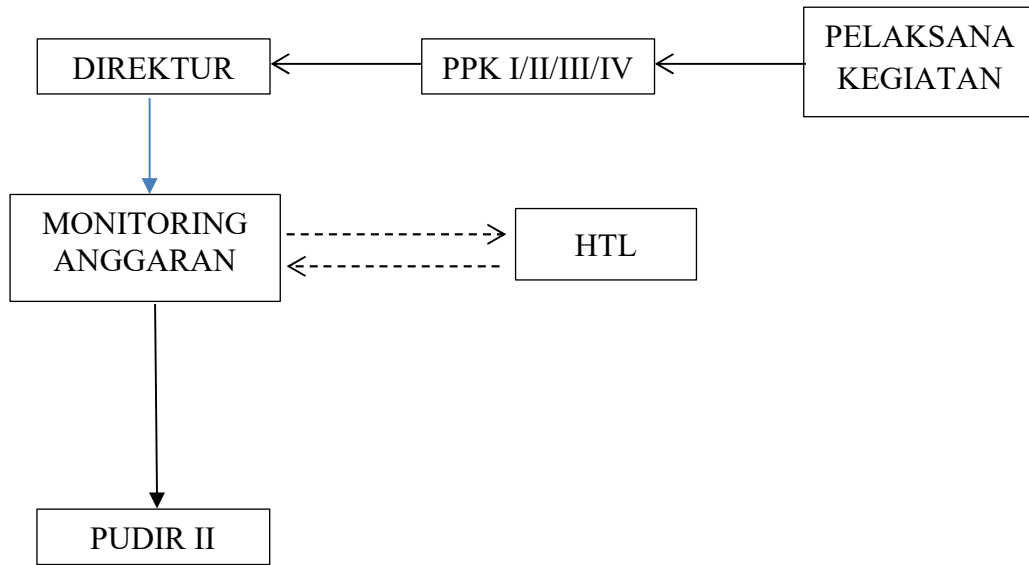 DIREKTUR
PPK I/II/III/IV
PELAKSANA
KEGIATAN
MONITORING
ANGGARAN
HTL
PUDIR II